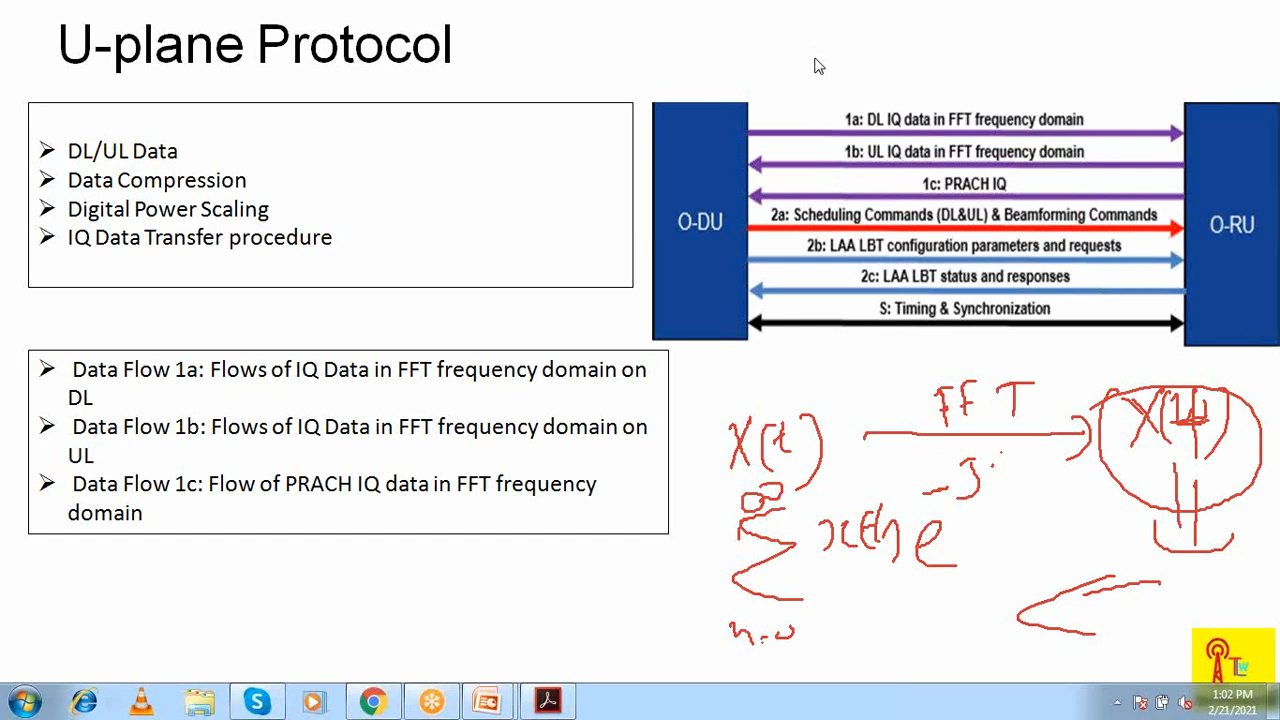 U-plane Protocol
DL/UL Data
Data Compression
Digital Power Scaling
IQ Data Transfer procedure
1a: DL IQ data in FFT frequency domain
1b: UL IQ data in FFT frequency domain
1c: PRACH IQ
2a: Scheduling Commands (DL&UL) & Beamforming Commands
2b: LAA LBT configuration parameters and requests
2c: LAA LBT status and responses
S: Timing & Synchronization
O-DU
O-RU
Data Flow 1a: Flows of IQ Data in FFT frequency domain on
DL
Data Flow 1b: Flows of IQ Data in FFT frequency domain on
UL
Data Flow 1c: Flow of PRACH IQ data in FFT frequency
domain
FFT
X(t)
-J
∞
Σ
n=0
1:02 PM
2/21/2021